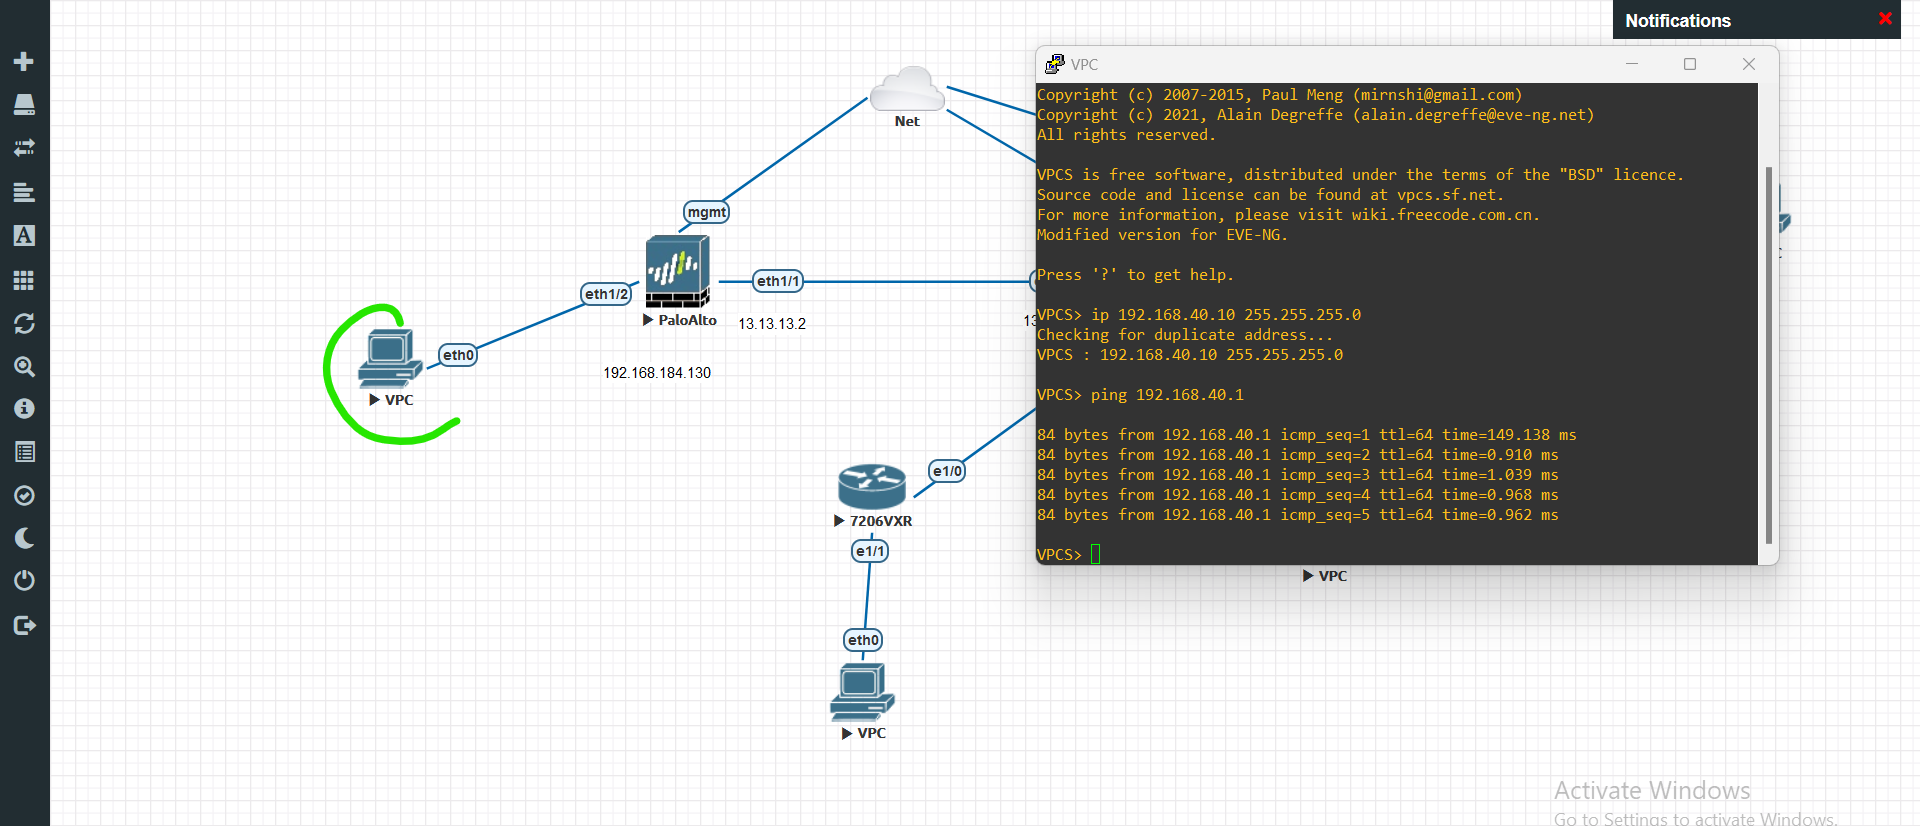 Notifications
Net
mgmt
eth1/2
eth1/1
PaloAlto
13.13.13.2
13
eth0
VPC
192.168.184.130
e1/0
7206VXR
e1/1
eth0
VPC
VPC
Copyright (c) 2007-2015, Paul Meng (mirnshi@gmail.com)
Copyright (c) 2021, Alain Degreffe (alain.degreffe@eve-ng.net)
All rights reserved.
VPCS is free software, distributed under the terms of the "BSD" licence.
Source code and license can be found at vpcs.sf.net.
For more information, please visit wiki.freecode.com.cn.
Modified version for EVE-NG.
Press '?' to get help.
VPCS> ip 192.168.40.10 255.255.255.0
Checking for duplicate address...
VPCS : 192.168.40.10 255.255.255.0
VPCS> ping 192.168.40.1
84 bytes from 192.168.40.1 icmp_seq=1 ttl=64 time=149.138 ms
84 bytes from 192.168.40.1 icmp_seq=2 ttl=64 time=0.910 ms
84 bytes from 192.168.40.1 icmp_seq=3 ttl=64 time=1.039 ms
84 bytes from 192.168.40.1 icmp_seq=4 ttl=64 time=0.968 ms
84 bytes from 192.168.40.1 icmp_seq=5 ttl=64 time=0.962 ms
VPCS>
VPC
Activate Windows
Go to Settings to activate Windows.